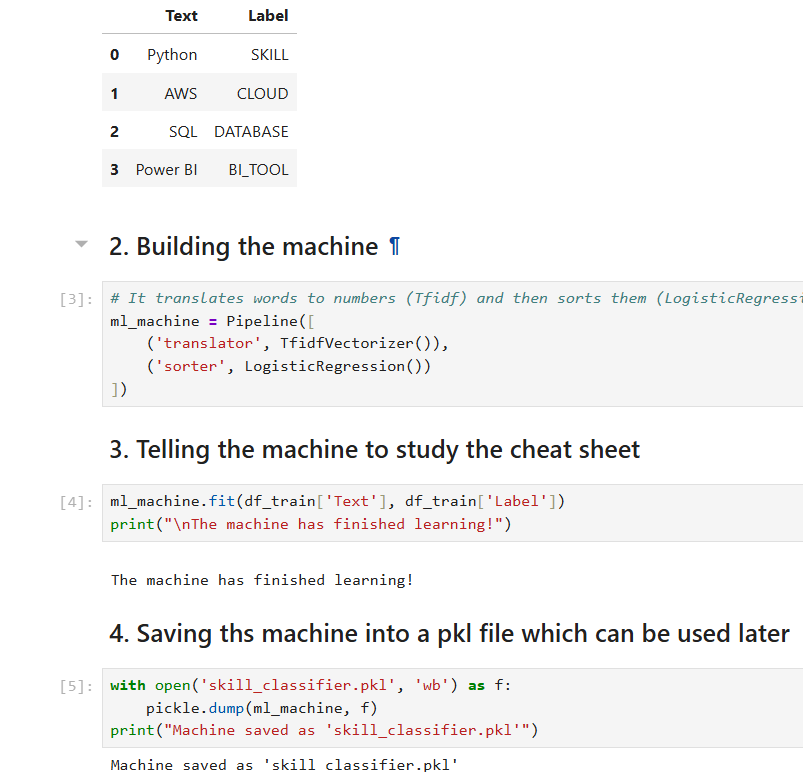 Text Label
0 Python SKILL
1 AWS CLOUD
2 SQL DATABASE
3 Power BI BI_TOOL
2. Building the machine ¶
[3]: # It translates words to numbers (Tfidf) and then sorts them (LogisticRegressi
ml_machine = Pipeline([
    ('translator', TfidfVectorizer()),
    ('sorter', LogisticRegression())
])
3. Telling the machine to study the cheat sheet
[4]: ml_machine.fit(df_train['Text'], df_train['Label'])
print("\nThe machine has finished learning!")
The machine has finished learning!
4. Saving ths machine into a pkl file which can be used later
[5]: with open('skill_classifier.pkl', 'wb') as f:
    pickle.dump(ml_machine, f)
print("Machine saved as 'skill_classifier.pkl'")
Machine saved as 'skill_classifier.pkl'